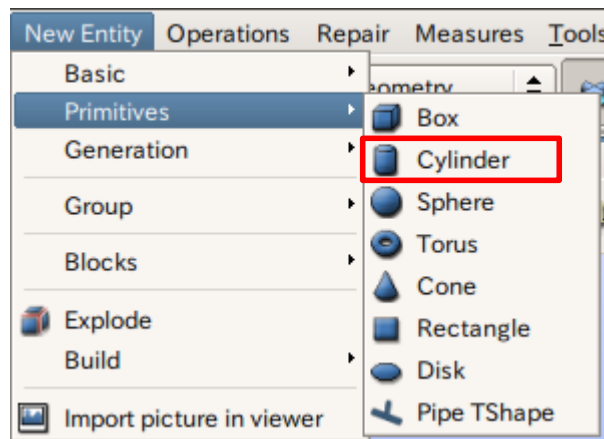 New Entity Operations Repair Measures Tools
Basic
Primitives
Generation
Group
Blocks
Explode
Build
Import picture in viewer
Box
Cylinder
Sphere
Torus
Cone
Rectangle
Disk
Pipe TShape